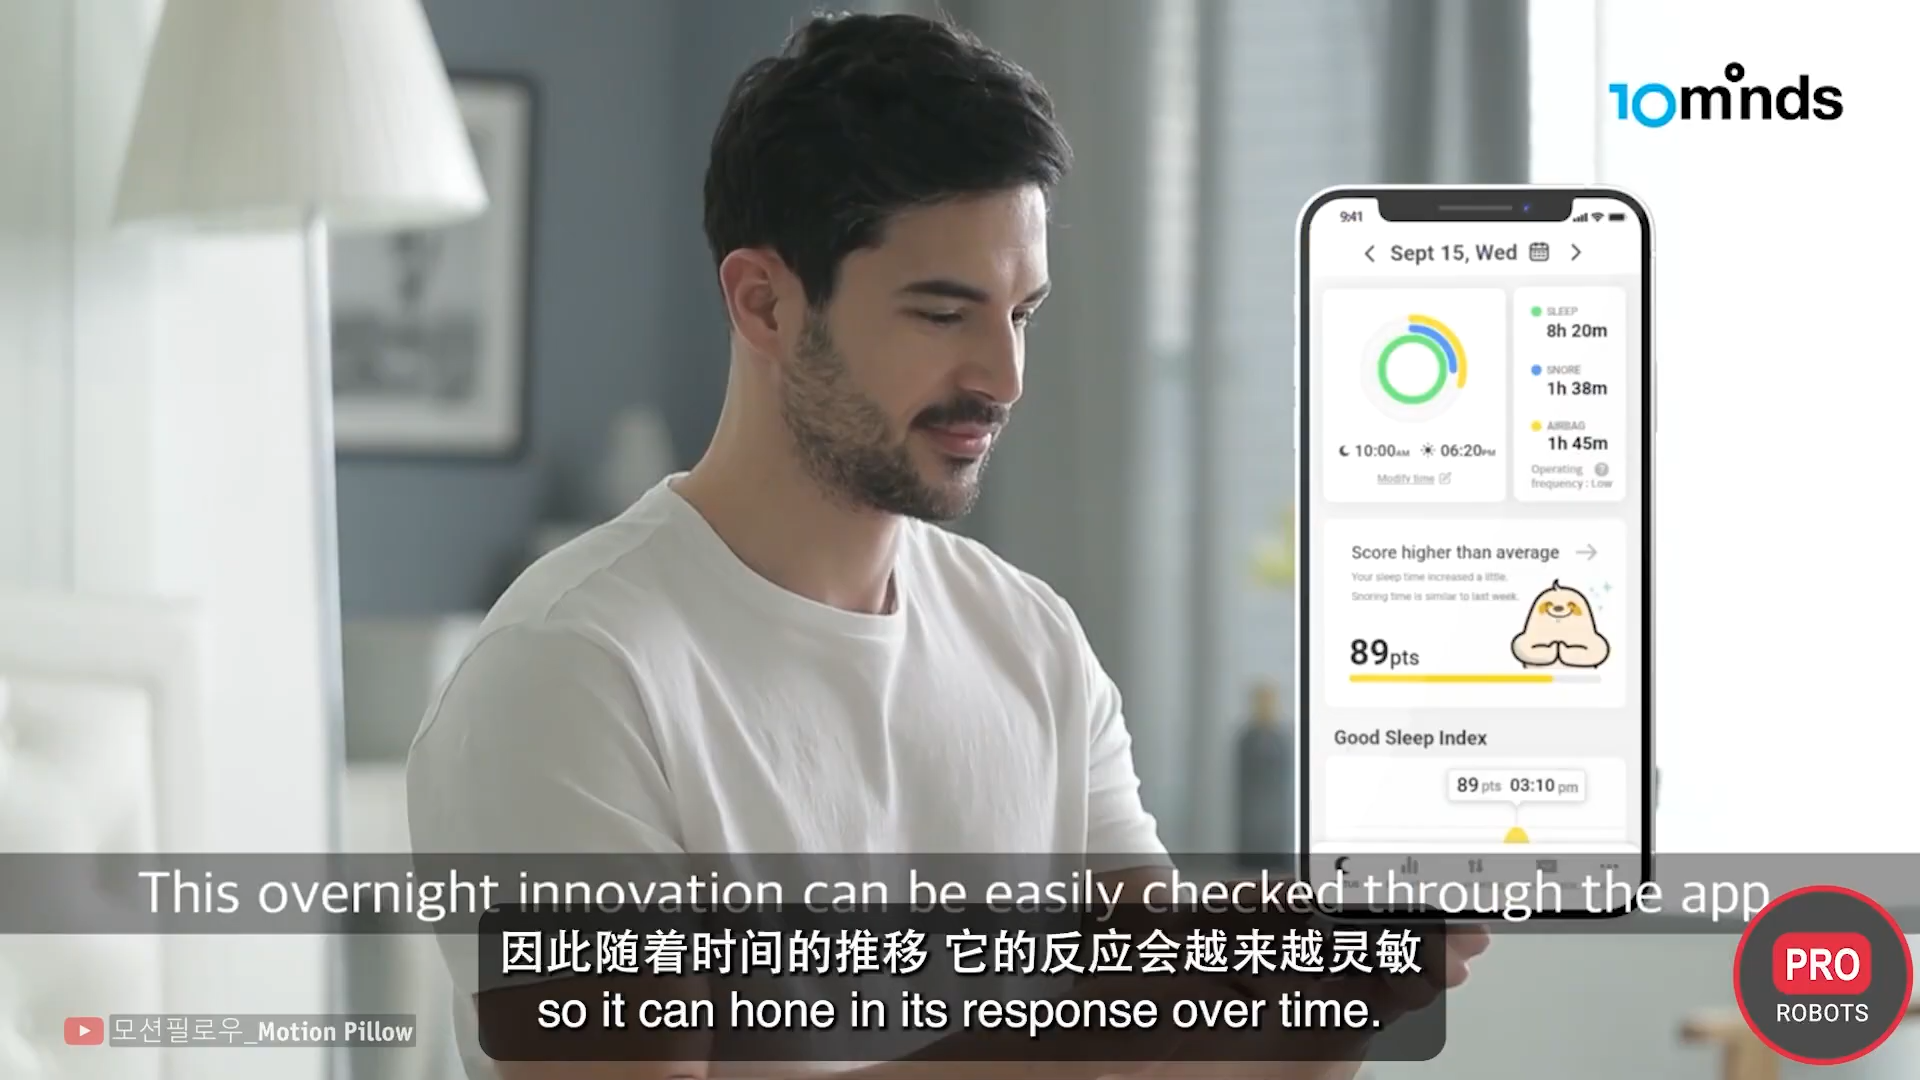 10minds
9:41
Sept 15, Wed
SLEEP
8h 20m
SNORE
1h 38m
AIRBAG
1h 45m
Operating
frequency : Low
10:00AM 06:20PM
Modify time
Score higher than average
Your sleep time increased a little.
Snoring time is similar to last week.
89pts
Good Sleep Index
89 pts 03:10 pm
This overnight innovation can be easily checked through the app
因此随着时间的推移 它的反应会越来越灵敏
so it can hone in its response over time.
모션필로우_Motion Pillow
PRO
ROBOTS